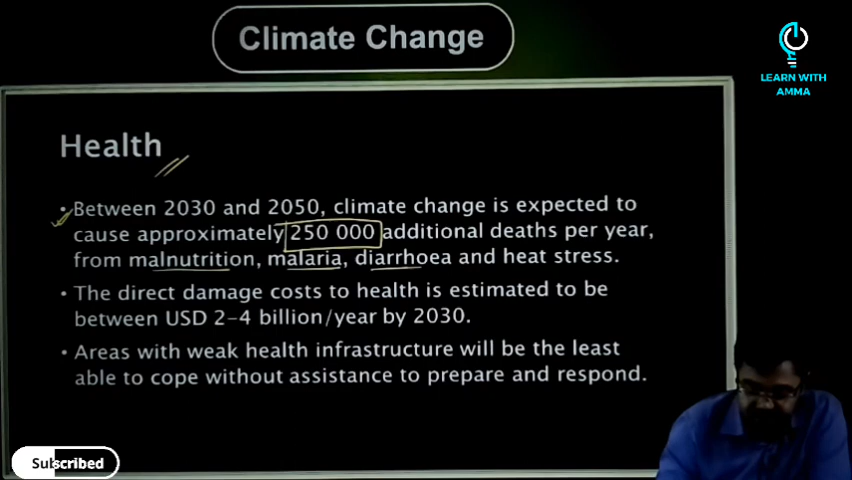 Climate Change
LEARN WITH
AMMA
Health
• Between 2030 and 2050, climate change is expected to
cause approximately 250 000 additional deaths per year,
from malnutrition, malaria, diarrhoea and heat stress.
• The direct damage costs to health is estimated to be
between USD 2–4 billion/year by 2030.
• Areas with weak health infrastructure will be the least
able to cope without assistance to prepare and respond.
Subscribed